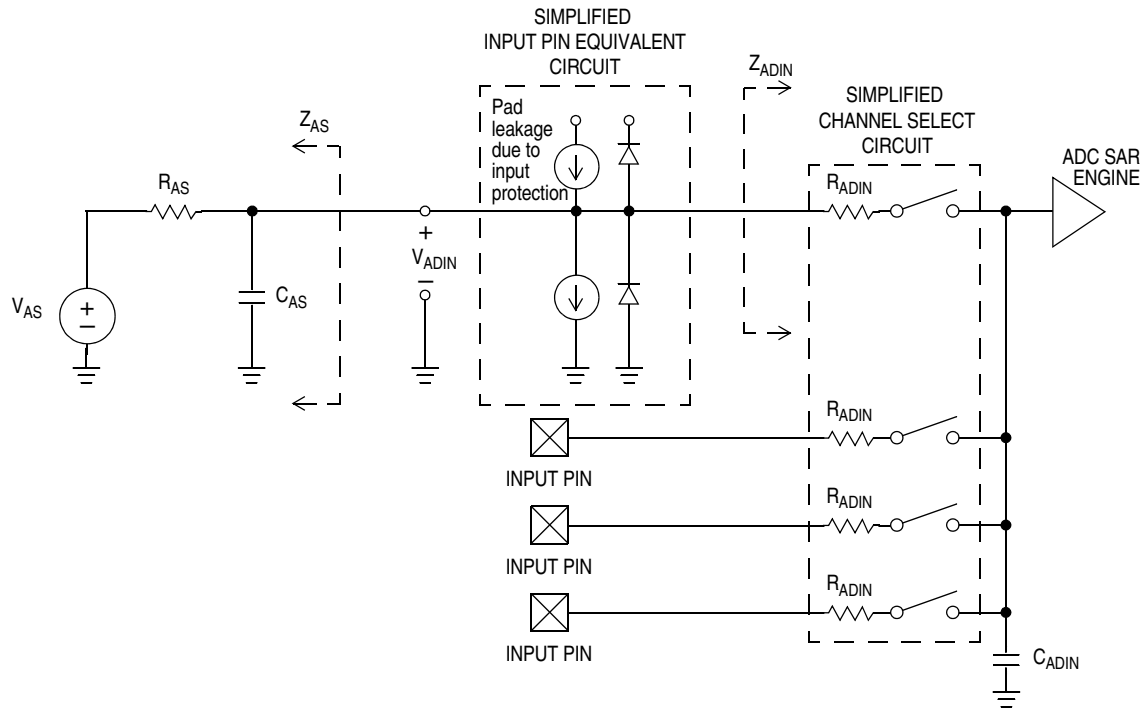 SIMPLIFIED
INPUT PIN EQUIVALENT
CIRCUIT
Z_ADIN
SIMPLIFIED
CHANNEL SELECT
CIRCUIT
Pad
leakage
due to
input
protection
Z_AS
ADC SAR
ENGINE
R_AS
R_ADIN
+
V_ADIN
−
V_AS
+
−
C_AS
R_ADIN
INPUT PIN
R_ADIN
INPUT PIN
R_ADIN
INPUT PIN
C_ADIN